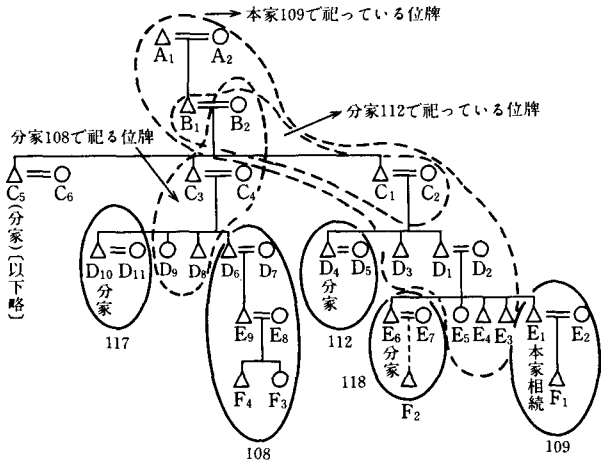 本家109で祀っている位牌
A₁ A₂
分家112で祀っている位牌
B₁ B₂
分家108で祀る位牌
C₅ C₆ C₃ C₄ C₁ C₂
(分家)〔以下略〕
D₁₀ D₁₁ D₉ D₈ D₆ D₇ D₄ D₅ D₃ D₁ D₂
分家 分家
117 112
E₉ E₈ E₆ E₇ E₅ E₄ E₃ E₁ E₂
分家 本家相続
118
F₄ F₃ F₂ F₁
108 109